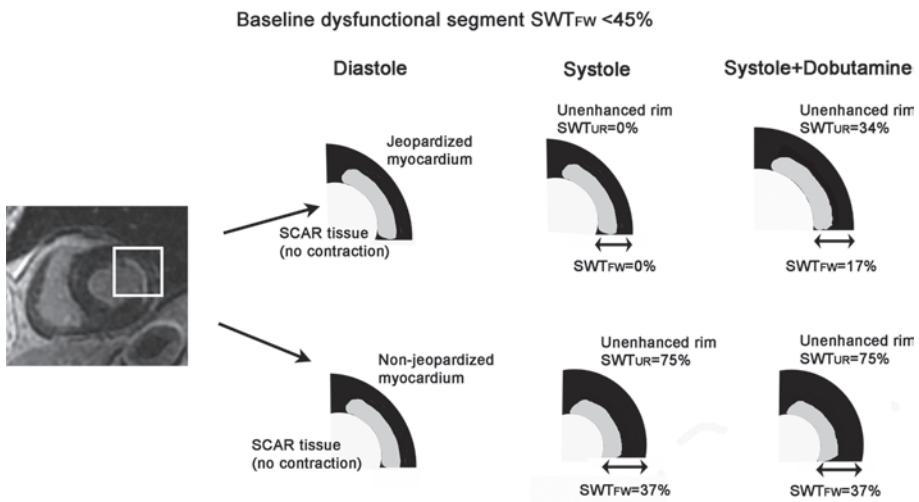 Baseline dysfunctional segment SWTFW <45%
Diastole
Systole
Systole+Dobutamine
Jeopardized
myocardium
SCAR tissue
(no contraction)
Unenhanced rim
SWTUR=0%
SWTFW=0%
Unenhanced rim
SWTUR=34%
SWTFW=17%
Non-jeopardized
myocardium
SCAR tissue
(no contraction)
Unenhanced rim
SWTUR=75%
SWTFW=37%
Unenhanced rim
SWTUR=75%
SWTFW=37%